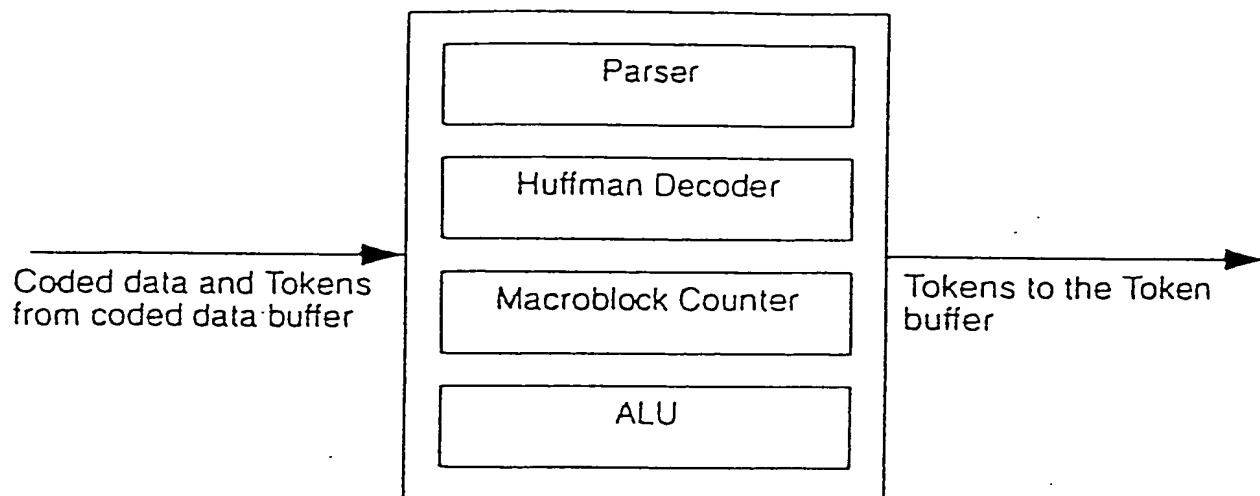 Parser
Huffman Decoder
Macroblock Counter
ALU
Coded data and Tokens
from coded data buffer
Tokens to the Token
buffer